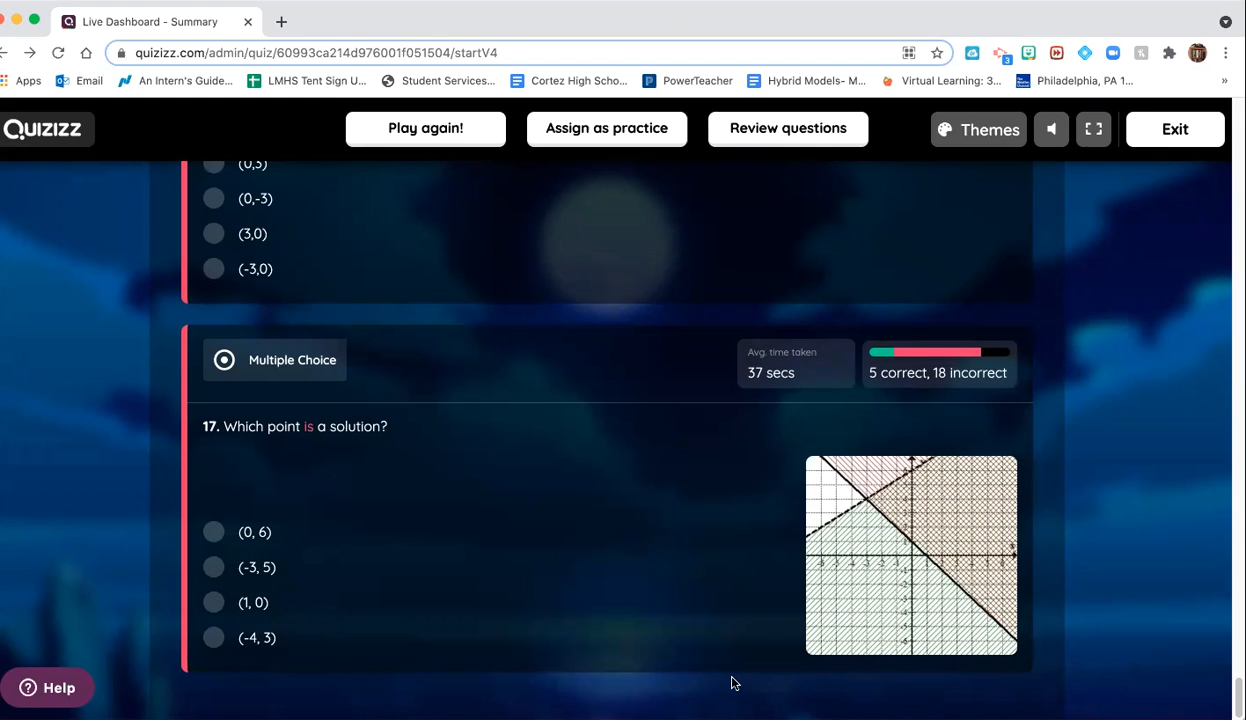 Live Dashboard - Summary
quizizz.com/admin/quiz/60993ca214d976001f051504/startV4
3
Apps Email An Intern's Guide... LMHS Tent Sign U... Student Services... Cortez High Scho... PowerTeacher Hybrid Models- M... Virtual Learning: 3... Philadelphia, PA 1... »
QUIZIZZ Play again! Assign as practice Review questions Themes Exit
(0,3)
(0,-3)
(3,0)
(-3,0)
Multiple Choice
Avg. time taken
37 secs
5 correct, 18 incorrect
17. Which point is a solution?
(0, 6)
(-3, 5)
(1, 0)
(-4, 3)
Help